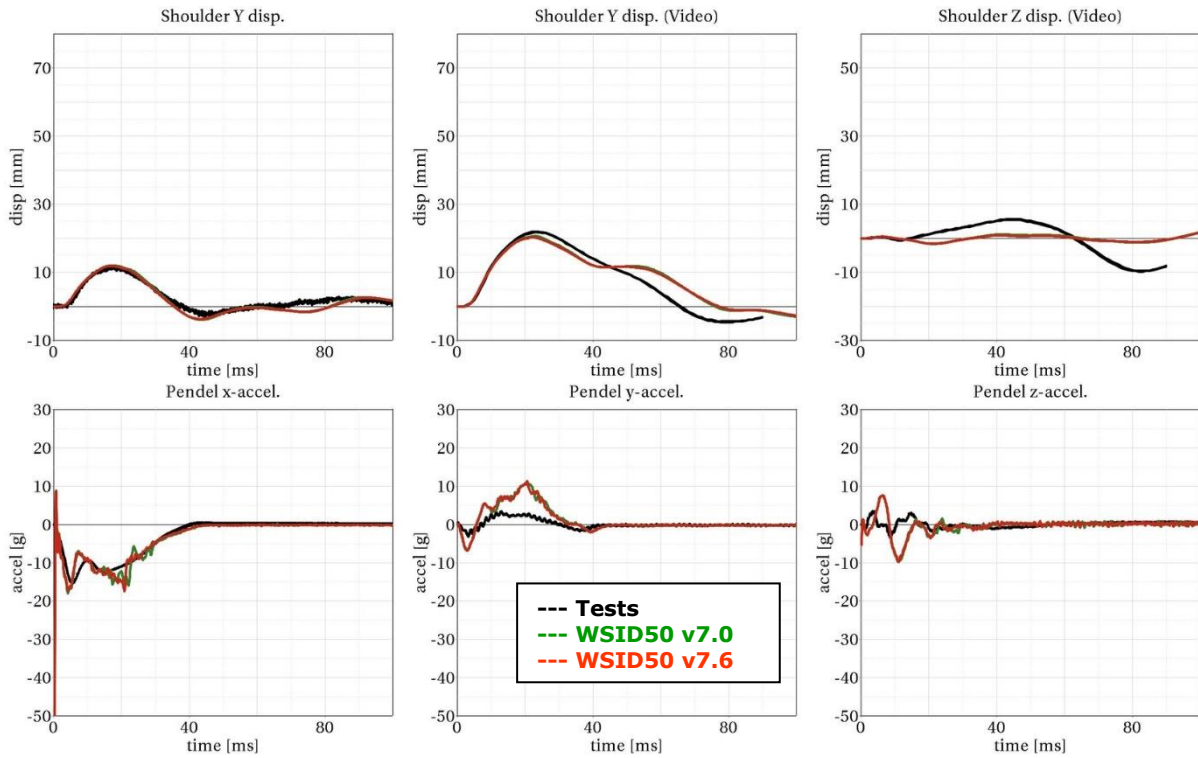 Shoulder Y disp.
Shoulder Y disp. (Video)
Shoulder Z disp. (Video)
70
50
30
10
-10
disp [mm]
0
40
80
time [ms]
70
50
30
10
-10
disp [mm]
0
40
80
time [ms]
50
30
10
-10
-30
disp [mm]
0
40
80
time [ms]
Pendel x-accel.
Pendel y-accel.
Pendel z-accel.
30
20
10
0
-10
-20
-30
-40
-50
accel [g]
0
40
80
time [ms]
30
20
10
0
-10
-20
-30
-40
-50
accel [g]
0
40
80
time [ms]
30
20
10
0
-10
-20
-30
-40
-50
accel [g]
0
40
80
time [ms]
--- Tests
--- WSID50 v7.0
--- WSID50 v7.6